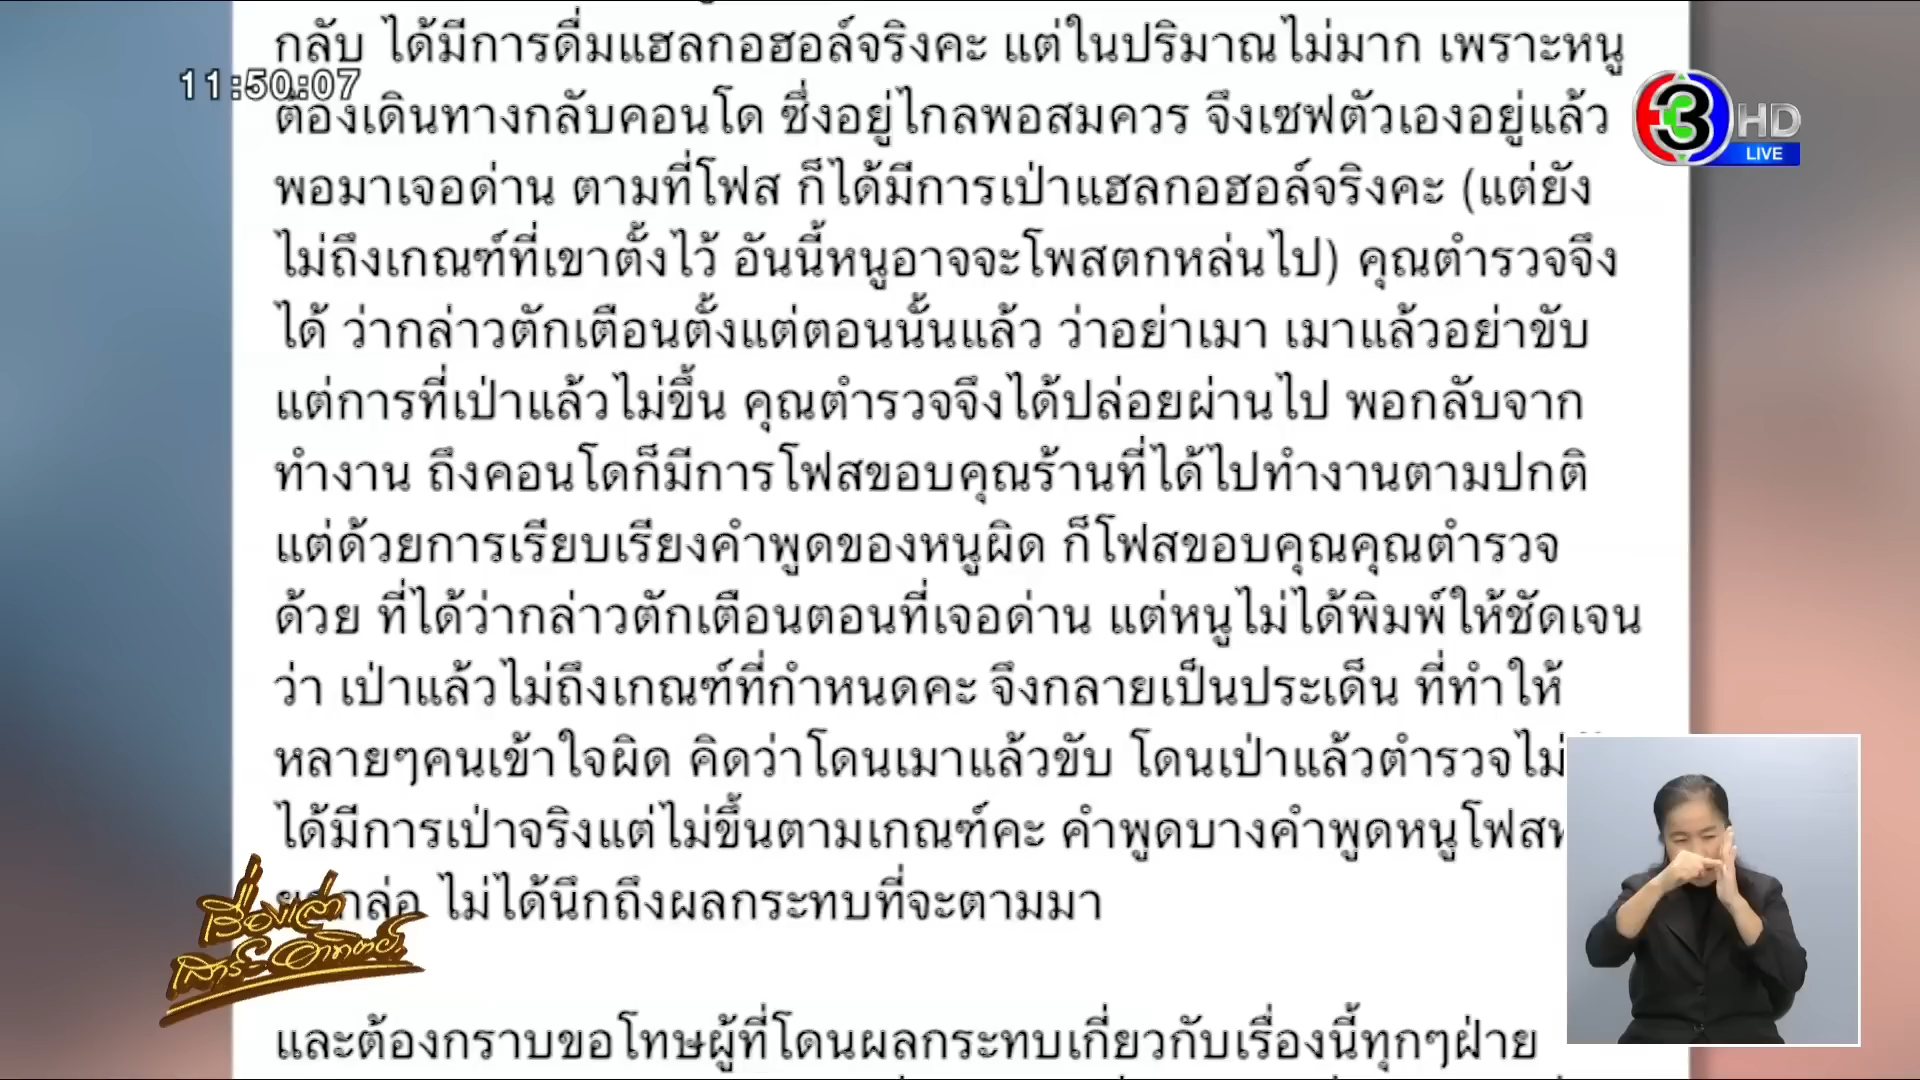 กลับ ได้มีการดื่มแฮลกอฮอล์จริงคะ แต่ในปริมาณไม่มาก เพราะหนู
11:50:07
ต้องเดินทางกลับคอนโด ซึ่งอยู่ไกลพอสมควร จึงเซฟตัวเองอยู่แล้ว
3 HD
LIVE
พอมาเจอด่าน ตามที่โฟส ก็ได้มีการเป่าแฮลกอฮอล์จริงคะ (แต่ยัง
ไม่ถึงเกณฑ์ที่เขาตั้งไว้ อันนี้หนูอาจจะโพสตกหล่นไป) คุณตำรวจจึง
ได้ ว่ากล่าวตักเตือนตั้งแต่ตอนนั้นแล้ว ว่าอย่าเมา เมาแล้วอย่าขับ
แต่การที่เป่าแล้วไม่ขึ้น คุณตำรวจจึงได้ปล่อยผ่านไป พอกลับจาก
ทำงาน ถึงคอนโดก็มีการโฟสขอบคุณร้านที่ได้ไปทำงานตามปกติ
แต่ด้วยการเรียบเรียงคำพูดของหนูผิด ก็โฟสขอบคุณคุณตำรวจ
ด้วย ที่ได้ว่ากล่าวตักเตือนตอนที่เจอด่าน แต่หนูไม่ได้พิมพ์ให้ชัดเจน
ว่า เป่าแล้วไม่ถึงเกณฑ์ที่กำหนดคะ จึงกลายเป็นประเด็น ที่ทำให้
หลายๆคนเข้าใจผิด คิดว่าโดนเมาแล้วขับ โดนเป่าแล้วตำรวจไม่
ได้มีการเป่าจริงแต่ไม่ขึ้นตามเกณฑ์คะ คำพูดบางคำพูดหนูโฟส
ไม่ได้นึกถึงผลกระทบที่จะตามมา
เรื่องเล่า
เสาร์-อาทิตย์
และต้องกราบขอโทษผู้ที่โดนผลกระทบเกี่ยวกับเรื่องนี้ทุกๆฝ่าย